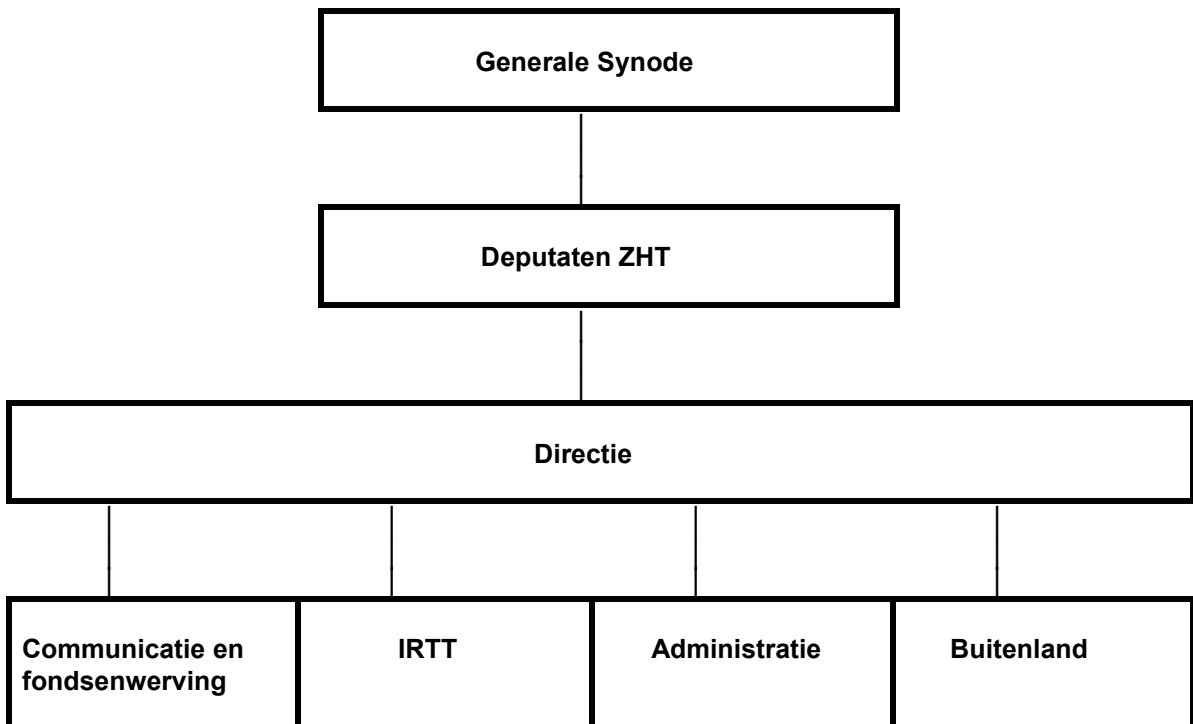 Generale Synode
Deputaten ZHT
Directie
Communicatie en
fondsenwerving
IRTT
Administratie
Buitenland